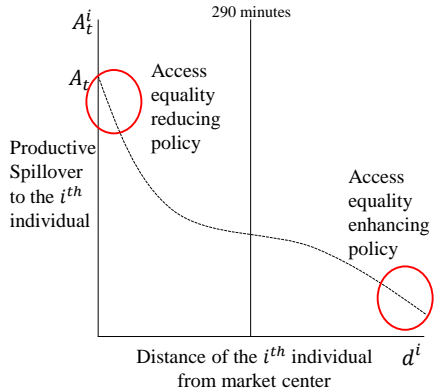 290 minutes
A_t^i
A_t
Access
equality
reducing
policy
Productive
Spillover
to the i^th
individual
Access
equality
enhancing
policy
Distance of the i^th individual
from market center
d^i